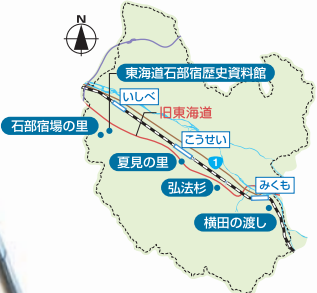 N
東海道石部宿歴史資料館
いしべ
旧東海道
石部宿場の里
こうせい
夏見の里
1
弘法杉
みくも
横田の渡し